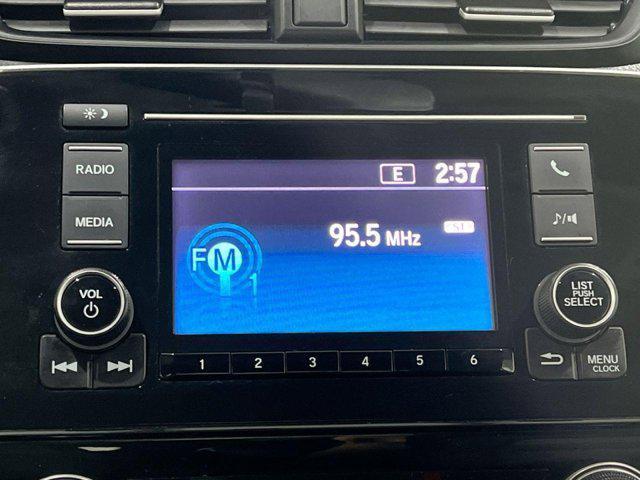 E 2:57
RADIO
MEDIA
95.5 MHz
ST
FM
1
VOL
LIST
PUSH
SELECT
1 2 3 4 5 6
MENU
CLOCK